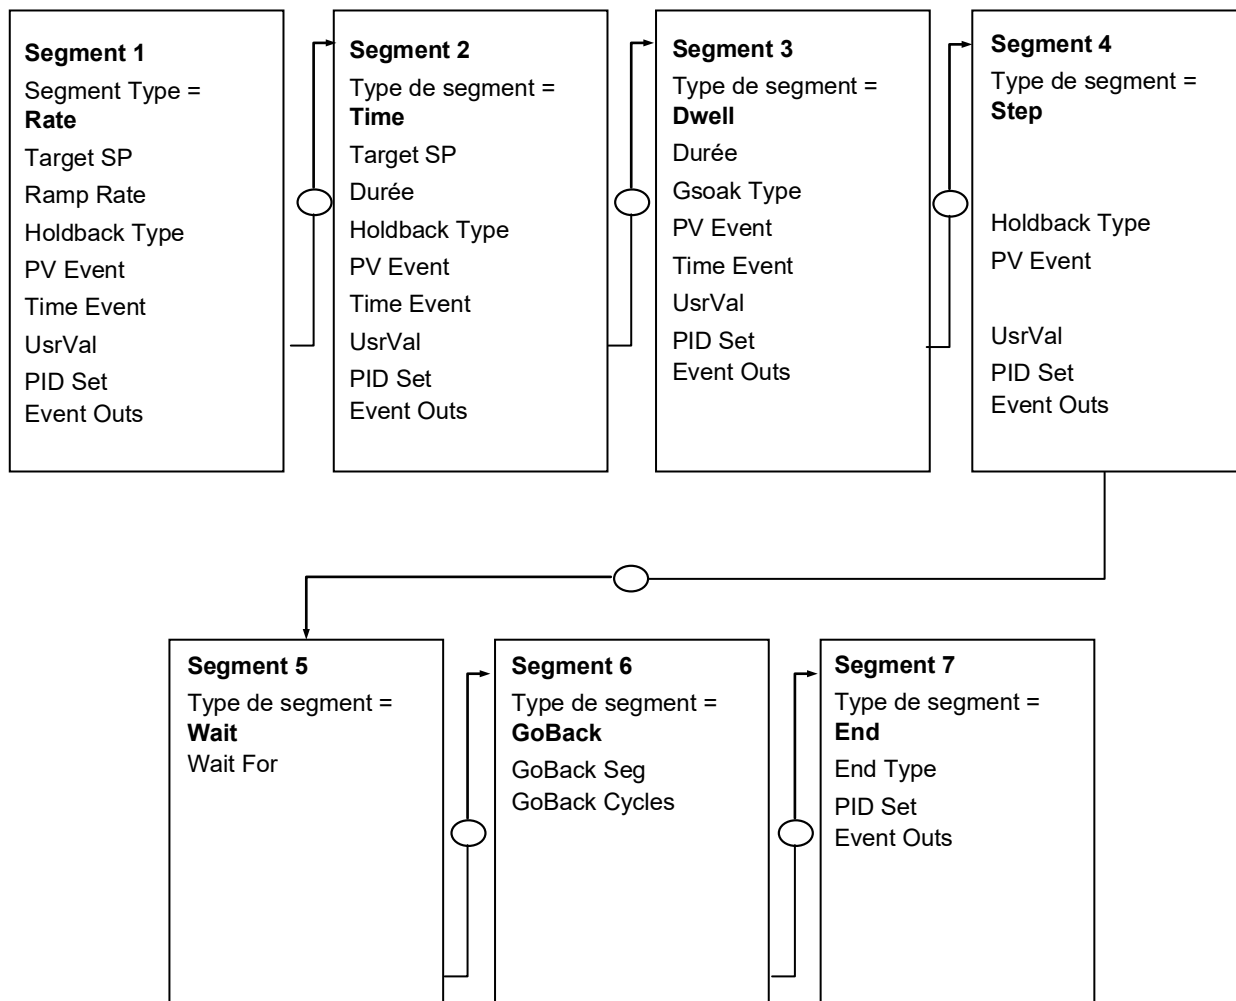 Segment 1
Segment Type =
Rate
Target SP
Ramp Rate
Holdback Type
PV Event
Time Event
UsrVal
PID Set
Event Outs
Segment 2
Type de segment =
Time
Target SP
Durée
Holdback Type
PV Event
Time Event
UsrVal
PID Set
Event Outs
Segment 3
Type de segment =
Dwell
Durée
Gsoak Type
PV Event
Time Event
UsrVal
PID Set
Event Outs
Segment 4
Type de segment =
Step
Holdback Type
PV Event
UsrVal
PID Set
Event Outs
Segment 5
Type de segment =
Wait
Wait For
Segment 6
Type de segment =
GoBack
GoBack Seg
GoBack Cycles
Segment 7
Type de segment =
End
End Type
PID Set
Event Outs